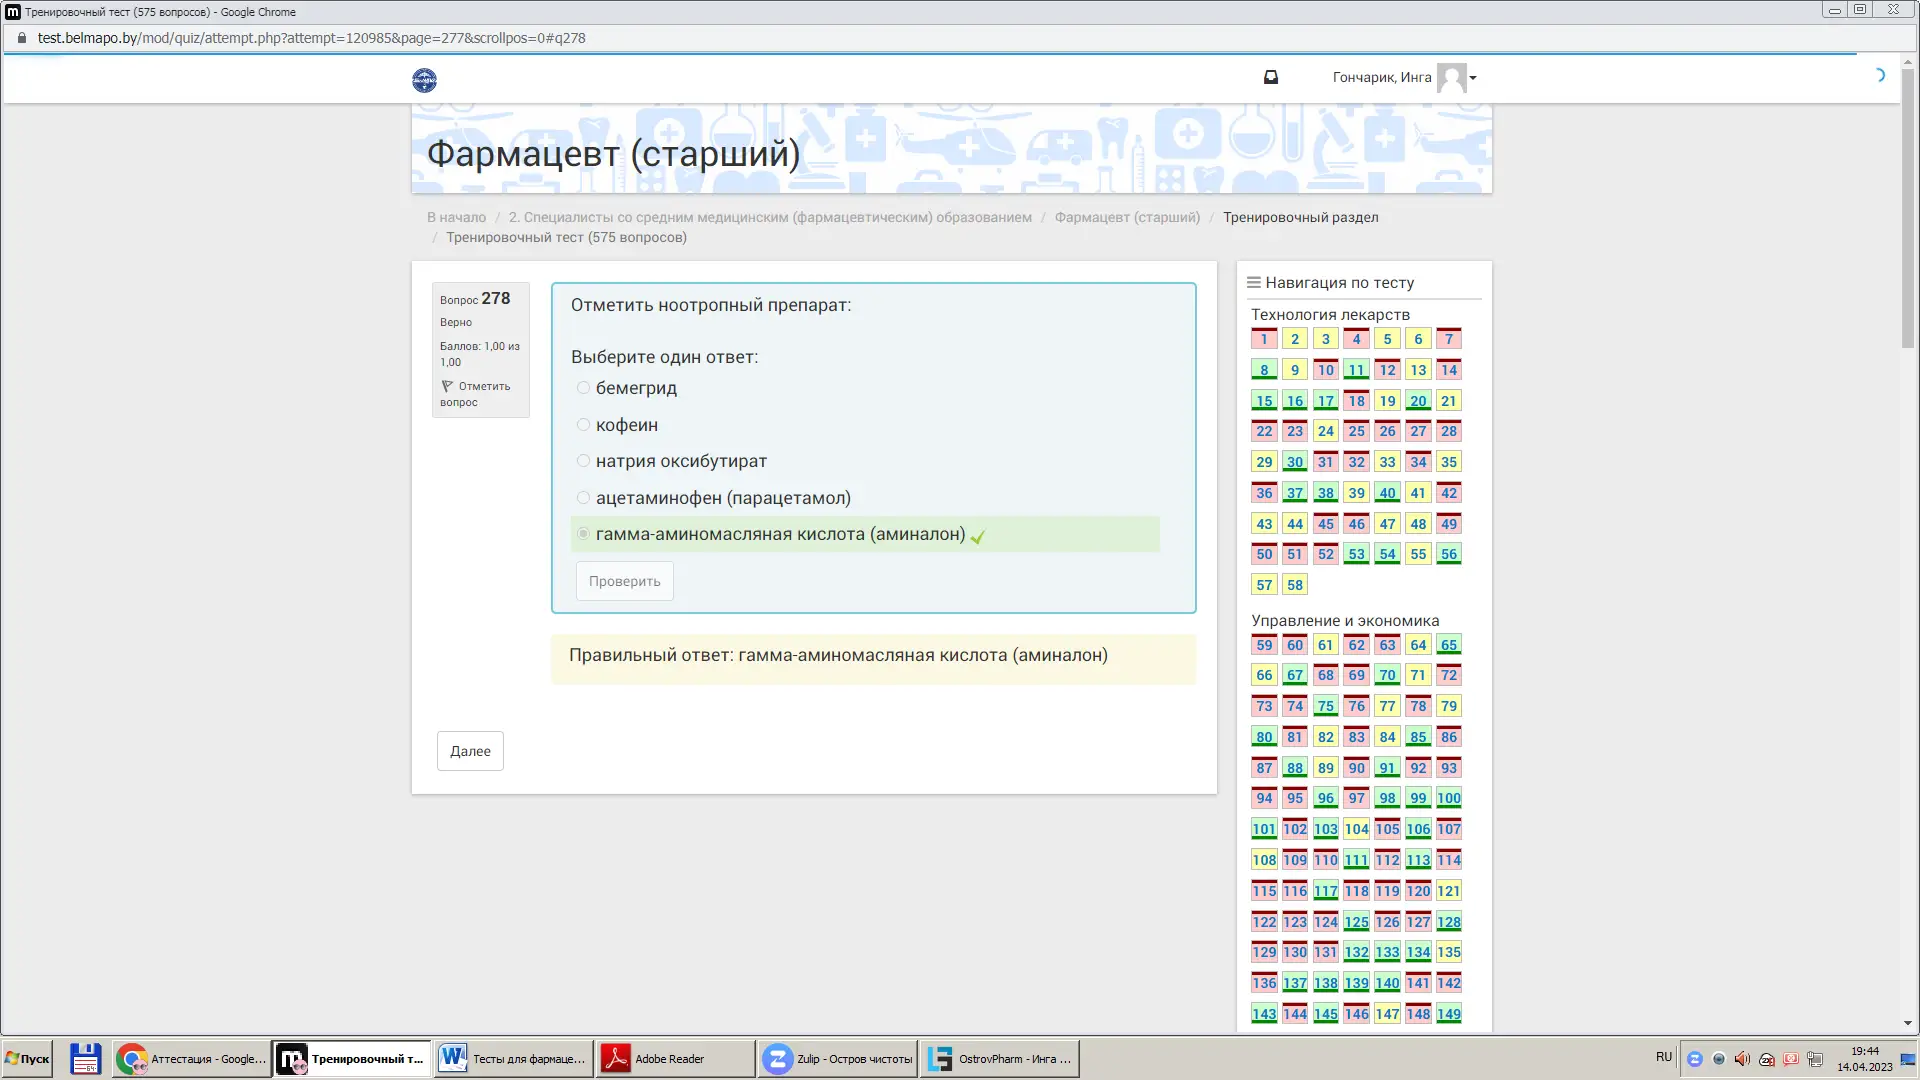 Тренировочный тест (575 вопросов) - Google Chrome
test.belmapo.by/mod/quiz/attempt.php?attempt=120985&page=277&scrollpos=0#q278
Гончарик, Инга
Фармацевт (старший)
В начало / 2. Специалисты со средним медицинским (фармацевтическим) образованием / Фармацевт (старший) / Тренировочный раздел
/ Тренировочный тест (575 вопросов)
Вопрос 278
Верно
Баллов: 1,00 из
1,00
Отметить
вопрос
Отметить ноотропный препарат:
Выберите один ответ:
бемегрид
кофеин
натрия оксибутират
ацетаминофен (парацетамол)
гамма-аминомасляная кислота (аминалон)
Проверить
Правильный ответ: гамма-аминомасляная кислота (аминалон)
Далее
Навигация по тесту
Технология лекарств
1 2 3 4 5 6 7
8 9 10 11 12 13 14
15 16 17 18 19 20 21
22 23 24 25 26 27 28
29 30 31 32 33 34 35
36 37 38 39 40 41 42
43 44 45 46 47 48 49
50 51 52 53 54 55 56
57 58
Управление и экономика
59 60 61 62 63 64 65
66 67 68 69 70 71 72
73 74 75 76 77 78 79
80 81 82 83 84 85 86
87 88 89 90 91 92 93
94 95 96 97 98 99 100
101 102 103 104 105 106 107
108 109 110 111 112 113 114
115 116 117 118 119 120 121
122 123 124 125 126 127 128
129 130 131 132 133 134 135
136 137 138 139 140 141 142
143 144 145 146 147 148 149
Пуск
Аттестация - Google...
Тренировочный т...
Тесты для фармаце...
Adobe Reader
Zulip - Остров чистоты
OstrovPharm - Инга ...
RU
19:44
14.04.2023